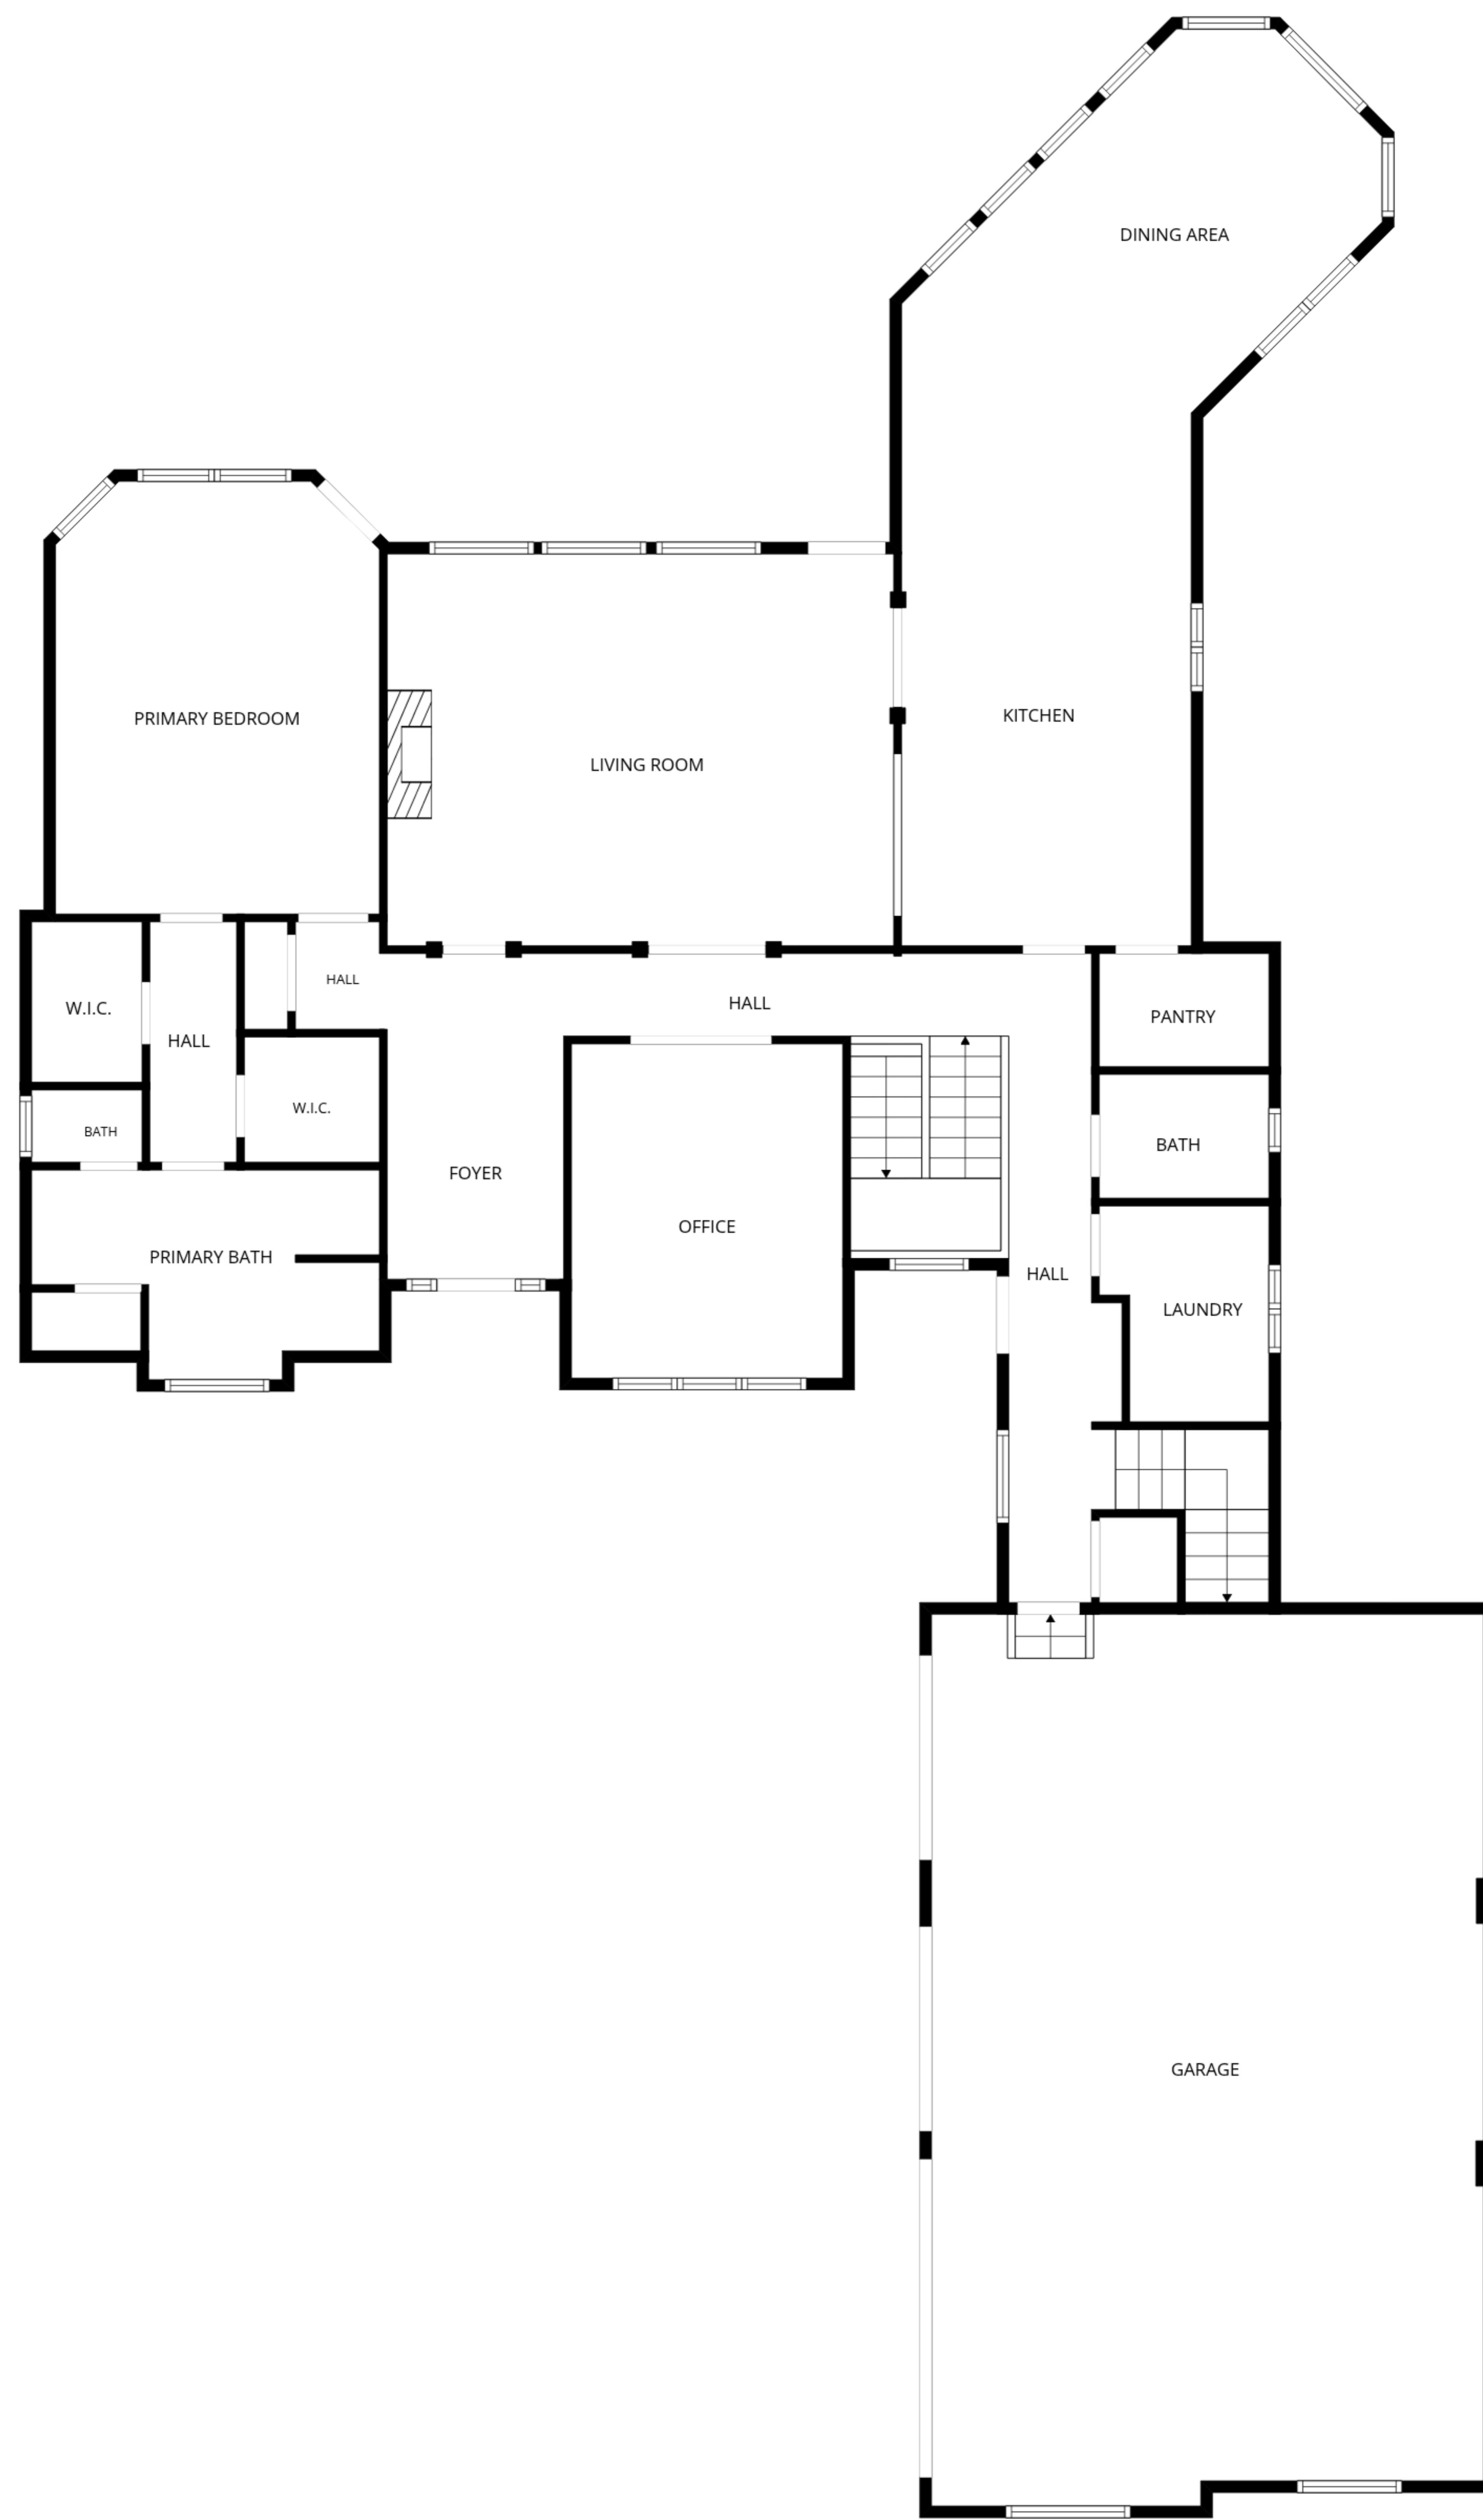 DINING AREA
PRIMARY BEDROOM
KITCHEN
LIVING ROOM
HALL
HALL
W.I.C.
PANTRY
HALL
W.I.C.
BATH
BATH
FOYER
OFFICE
PRIMARY BATH
HALL
LAUNDRY
GARAGE